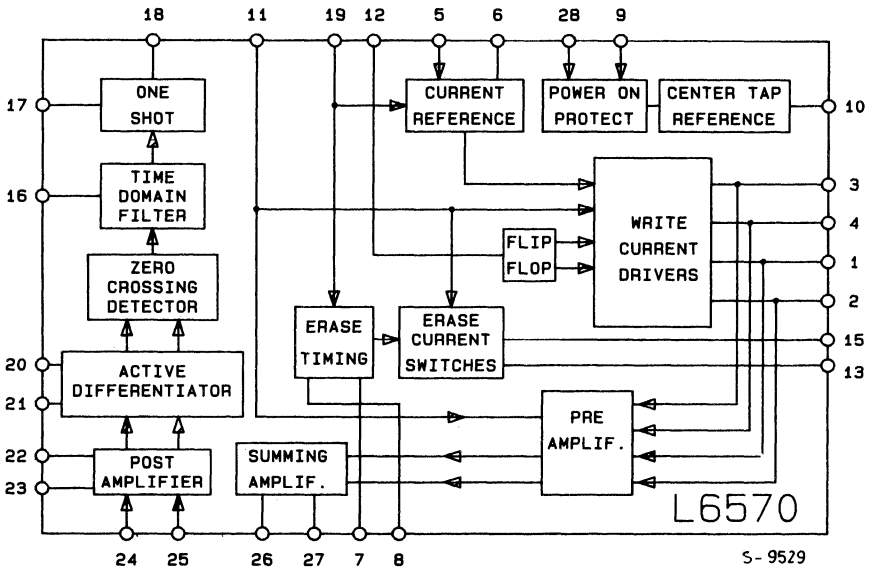 18 11 19 12 5 6 28 9
ONE
SHOT
CURRENT
REFERENCE
POWER ON
PROTECT
CENTER TAP
REFERENCE
17
10
TIME
DOMAIN
FILTER
16
3
WRITE
CURRENT
DRIVERS
4
FLIP
FLOP
1
ZERO
CROSSING
DETECTOR
2
ERASE
TIMING
ERASE
CURRENT
SWITCHES
15
13
20
ACTIVE
DIFFERENTIATOR
21
PRE
AMPLIF.
22
POST
AMPLIFIER
23
SUMMING
AMPLIF.
L6570
24 25 26 27 7 8
S-9529